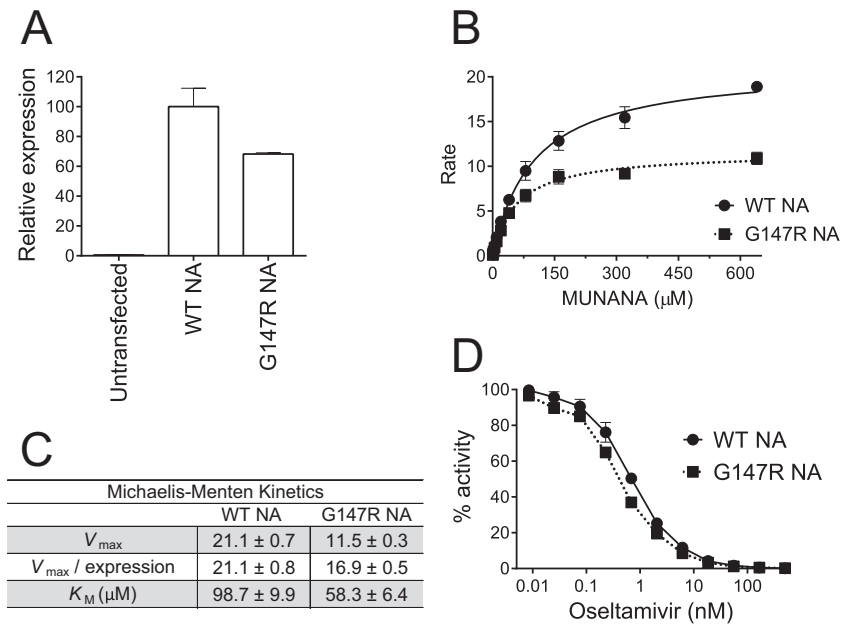 A
Relative expression
120
100
80
60
40
20
0
Untransfected
WT NA
G147R NA
B
Rate
20
15
10
5
0
0 150 300 450 600
MUNANA (μM)
WT NA
G147R NA
C
Michaelis-Menten Kinetics
WT NA G147R NA
Vmax 21.1 ± 0.7 11.5 ± 0.3
Vmax / expression 21.1 ± 0.8 16.9 ± 0.5
KM (μM) 98.7 ± 9.9 58.3 ± 6.4
D
% activity
100
80
60
40
20
0
0.01 0.1 1 10 100
Oseltamivir (nM)
WT NA
G147R NA